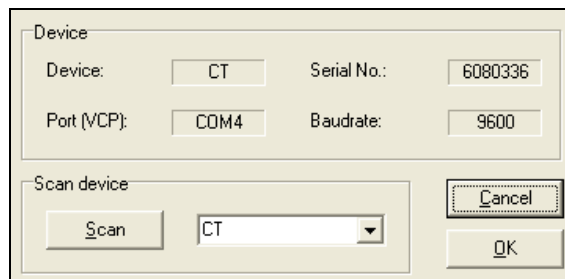 Device
Device: CT Serial No.: 6080336
Port (VCP): COM4 Baudrate: 9600
Scan device
Scan CT
Cancel
OK